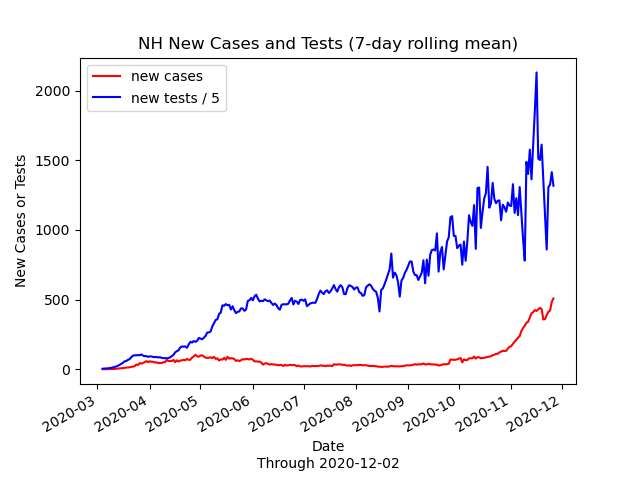 NH New Cases and Tests (7-day rolling mean)
new cases
new tests / 5
New Cases or Tests
2000
1500
1000
500
0
2020-03
2020-04
2020-05
2020-06
2020-07
2020-08
2020-09
2020-10
2020-11
2020-12
Date
Through 2020-12-02